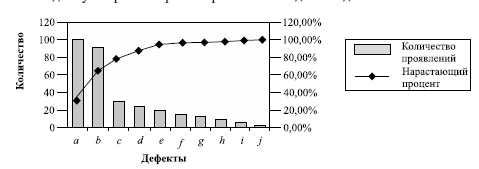 120 120,00%
100 100,00%
80 80,00%
60 60,00%
40 40,00%
20 20,00%
0 0,00%
Количество
a b c d e f g h i j
Дефекты
Количество
проявлений
Нарастающий
процент